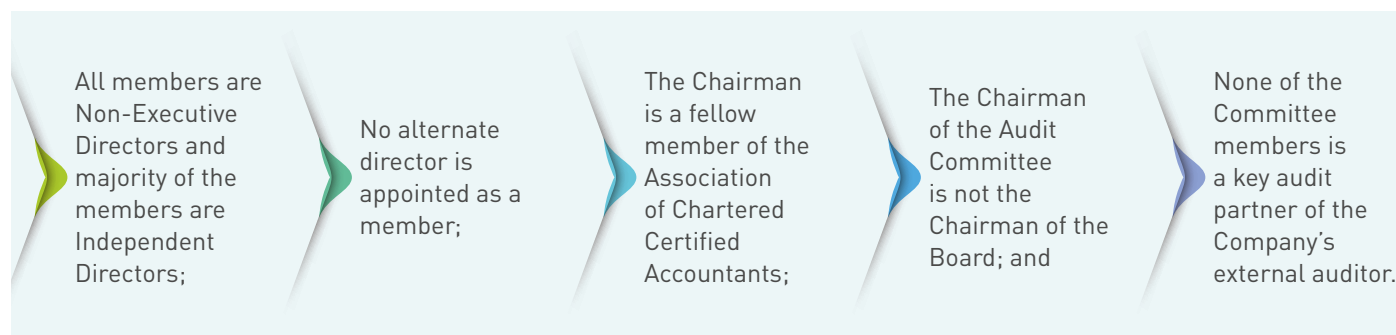 All members are
Non-Executive
Directors and
majority of the
members are
Independent
Directors;
No alternate
director is
appointed as a
member;
The Chairman
is a fellow
member of the
Association
of Chartered
Certified
Accountants;
The Chairman
of the Audit
Committee
is not the
Chairman of the
Board; and
None of the
Committee
members is
a key audit
partner of the
Company’s
external auditor.